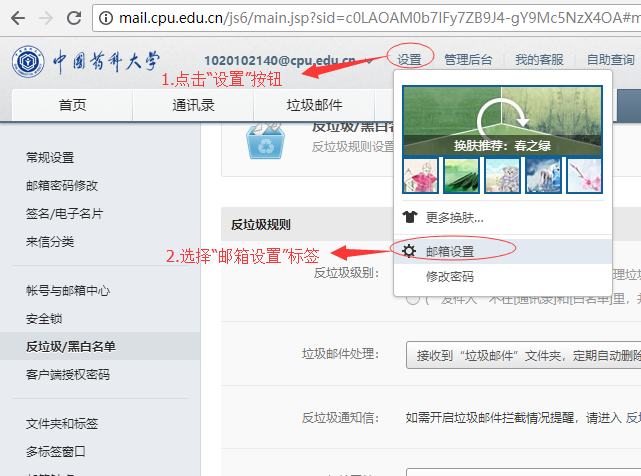 mail.cpu.edu.cn/js6/main.jsp?sid=c0LAOAM0b7lFy7ZB9J4-gY9Mc5NzX4OA#m
中国药科大学
1020102140@cpu.edu.cn
设置
管理后台
我的客服
自助查询
1.点击“设置”按钮
首页
通讯录
垃圾邮件
换肤推荐：春之绿
更多换肤...
邮箱设置
修改密码
常规设置
邮箱密码修改
签名/电子名片
来信分类
帐号与邮箱中心
安全锁
反垃圾/黑白名单
客户端授权密码
文件夹和标签
多标签窗口
反垃圾/黑白名
反垃圾规则设置
反垃圾规则
2.选择“邮箱设置”标签
反垃圾级别：
理垃圾
发件人 不在[通讯录]和[白名单]里，并
垃圾邮件处理：
接收到“垃圾邮件”文件夹，定期自动删除
反垃圾通知信：
如需开启垃圾邮件拦截情况提醒，请进入 反垃